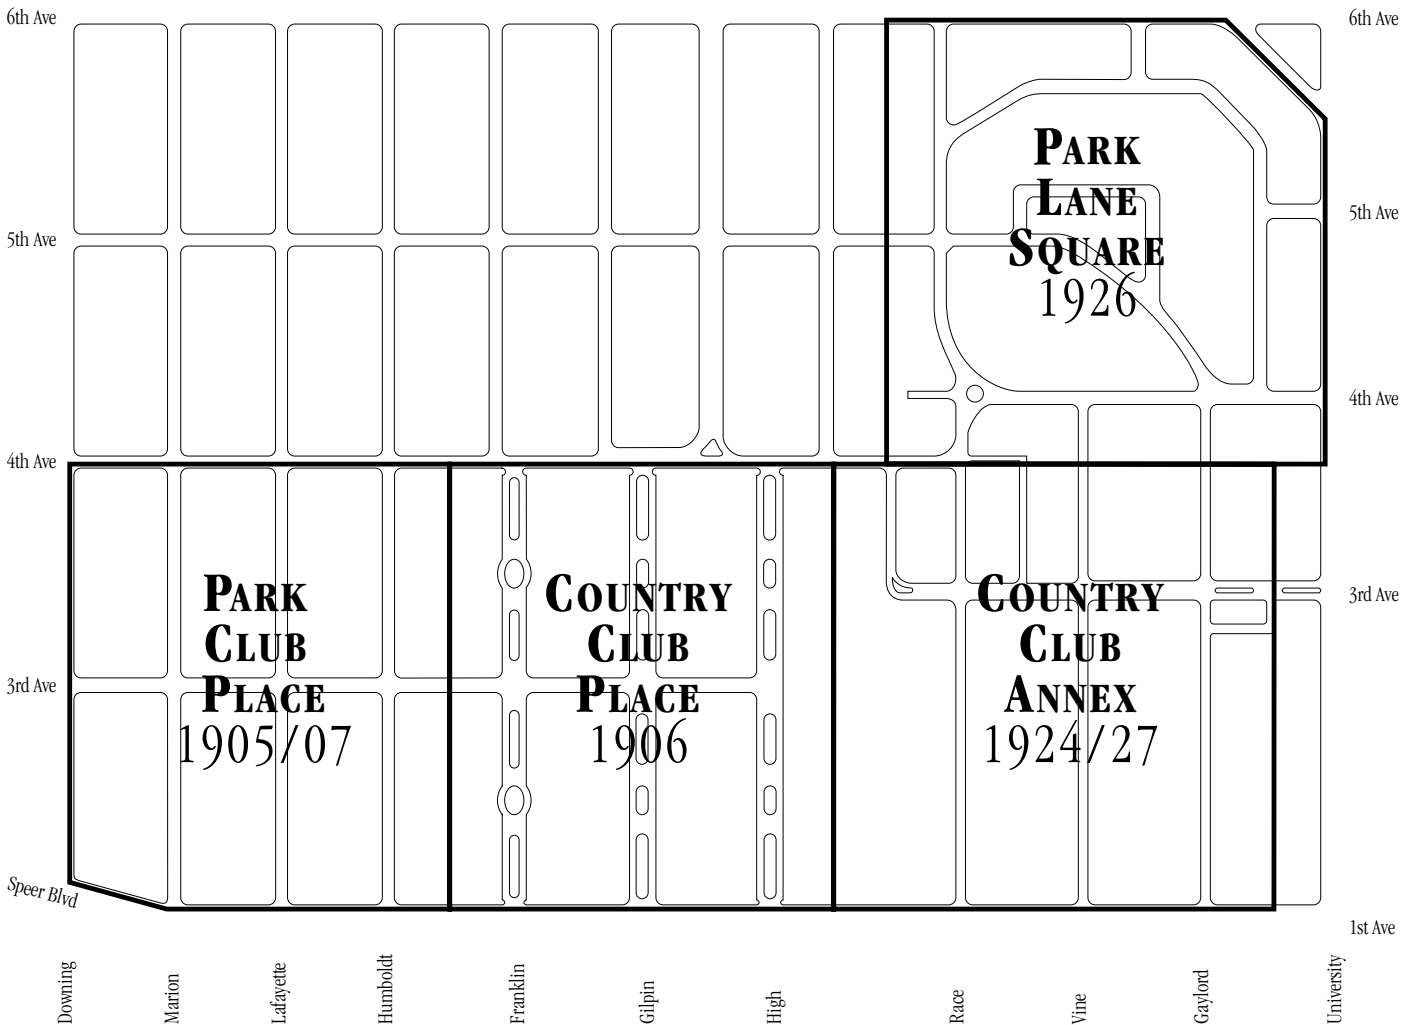 6th Ave
6th Ave
PARK
LANE
SQUARE
1926
5th Ave
5th Ave
4th Ave
4th Ave
PARK
CLUB
PLACE
1905/07
COUNTRY
CLUB
PLACE
1906
COUNTRY
CLUB
ANNEX
1924/27
3rd Ave
3rd Ave
Speer Blvd
1st Ave
Downing
Marion
Lafayette
Humboldt
Franklin
Gilpin
High
Race
Vine
Gaylord
University